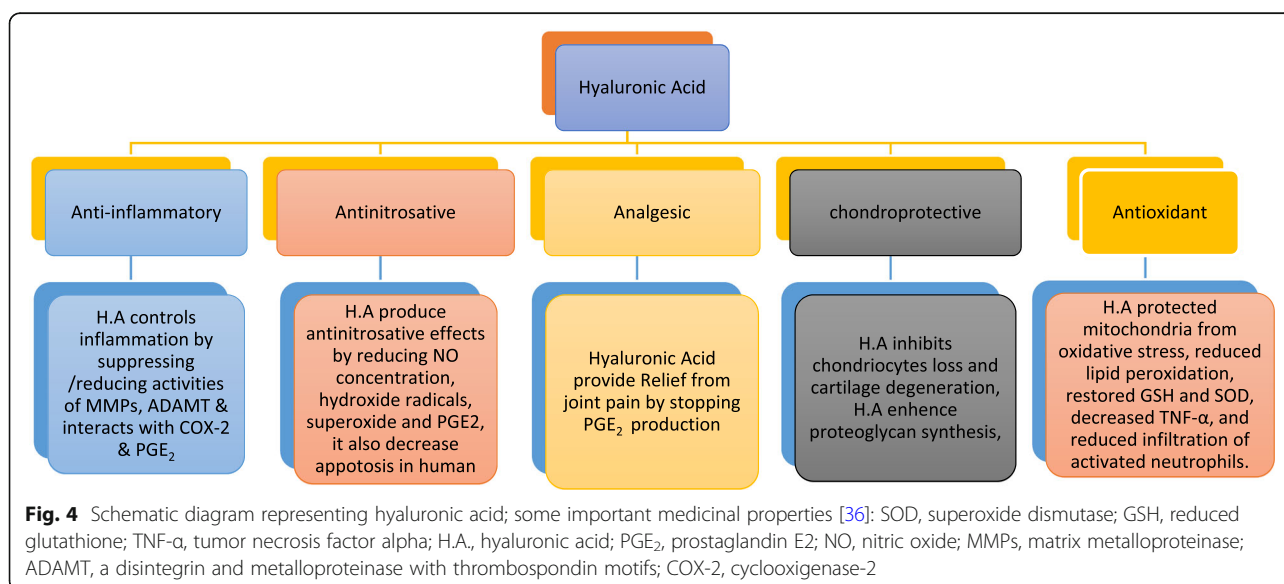 Hyaluronic Acid
Anti-inflammatory
Antinitrosative
Analgesic
chondroprotective
Antioxidant
H.A controls
inflammation by
suppressing
/reducing activities
of MMPs, ADAMT &
interacts with COX-2
& PGE₂
H.A produce
antinitrosative effects
by reducing NO
concentration,
hydroxide radicals,
superoxide and PGE2,
it also decrease
appotosis in human
Hyaluronic Acid
provide Relief from
joint pain by stopping
PGE₂ production
H.A inhibits
chondriocytes loss and
cartilage degeneration,
H.A enhence
proteoglycan synthesis,
H.A protected
mitochondria from
oxidative stress, reduced
lipid peroxidation,
restored GSH and SOD,
decreased TNF-α, and
reduced infiltration of
activated neutrophils.
Fig. 4 Schematic diagram representing hyaluronic acid; some important medicinal properties [36]: SOD, superoxide dismutase; GSH, reduced
glutathione; TNF-α, tumor necrosis factor alpha; H.A., hyaluronic acid; PGE₂, prostaglandin E2; NO, nitric oxide; MMPs, matrix metalloproteinase;
ADAMT, a disintegrin and metalloproteinase with thrombospondin motifs; COX-2, cyclooxigenase-2